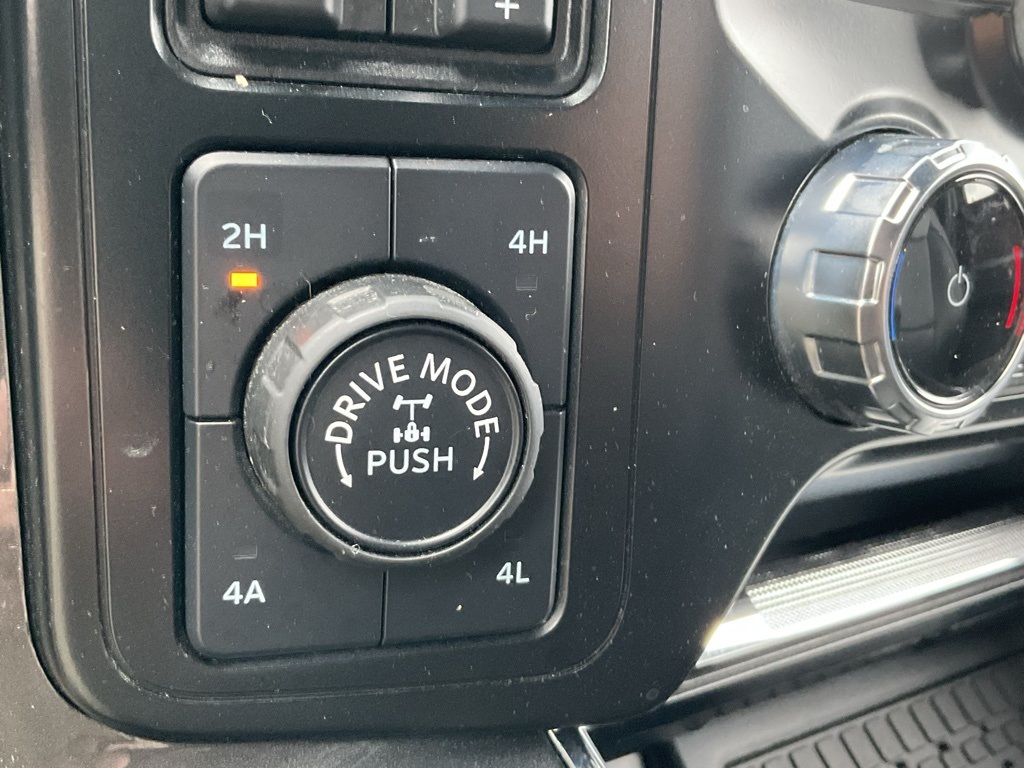 +
2H 4H
DRIVE MODE
PUSH
4A 4L